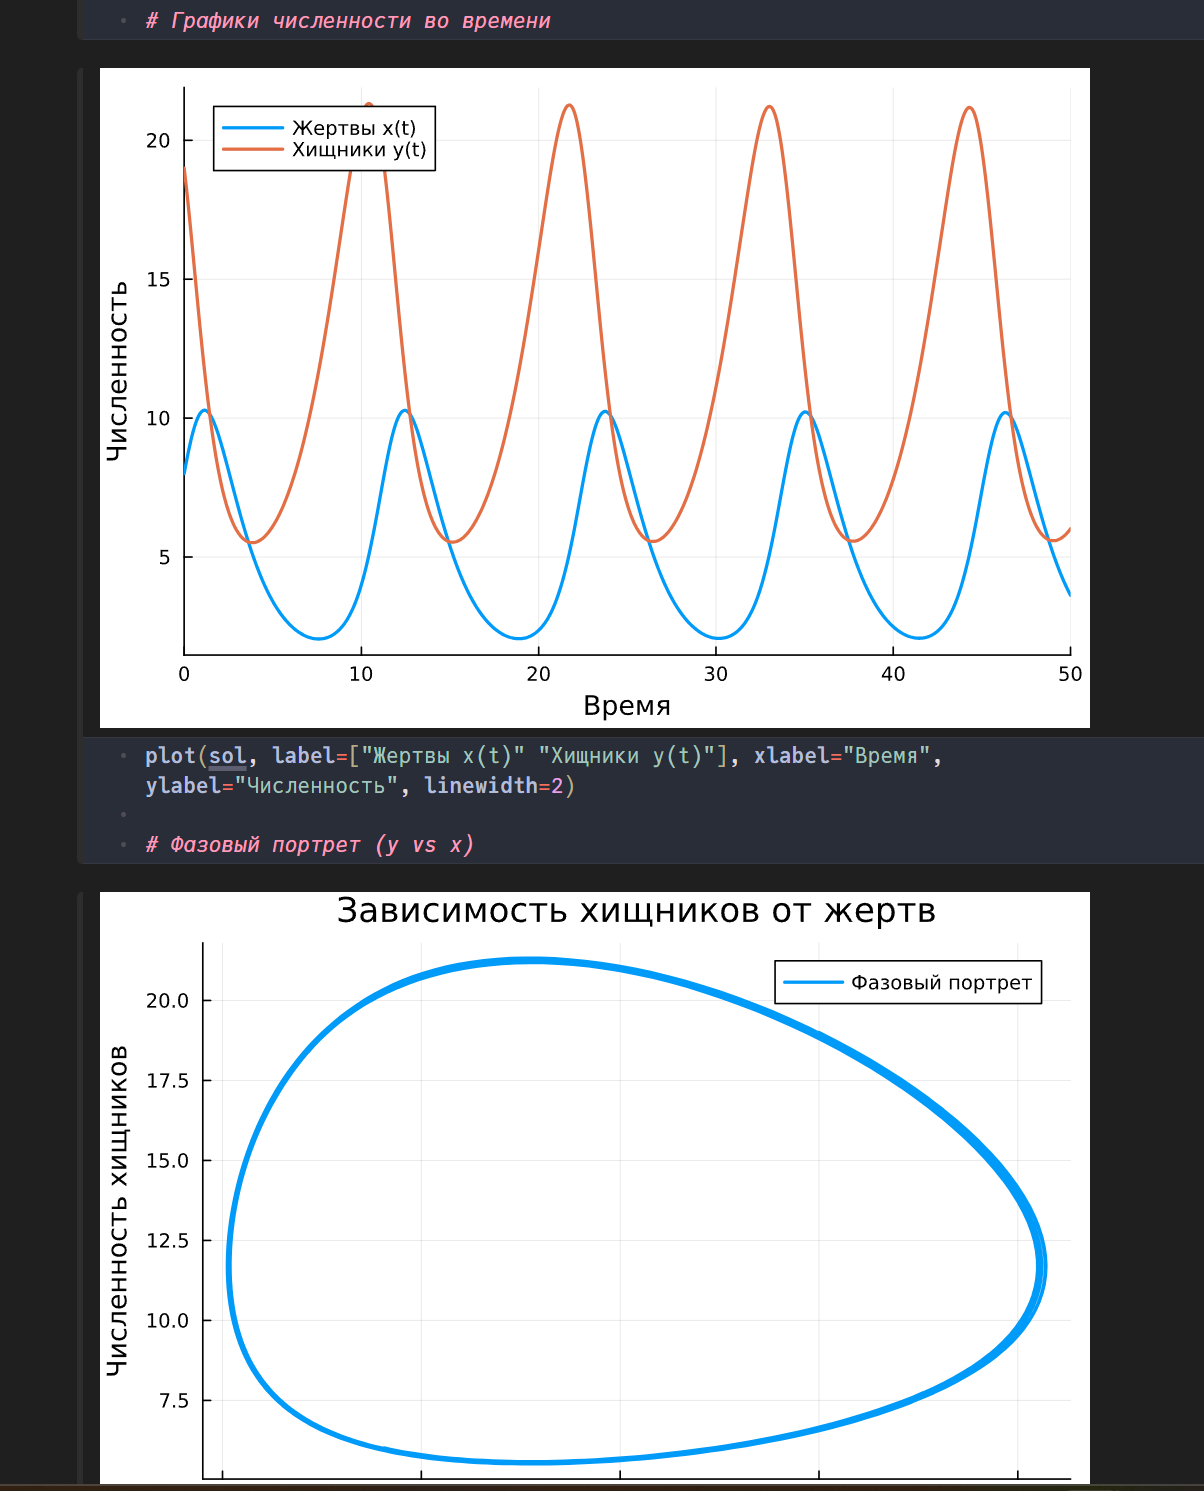 # Графики численности во времени
Жертвы x(t)
Хищники y(t)
20
15
10
5
Численность
0 10 20 30 40 50
Время
plot(sol, label=["Жертвы x(t)" "Хищники y(t)"], xlabel="Время",
ylabel="Численность", linewidth=2)
# Фазовый портрет (y vs x)
Зависимость хищников от жертв
Фазовый портрет
20.0
17.5
15.0
12.5
10.0
7.5
Численность хищников